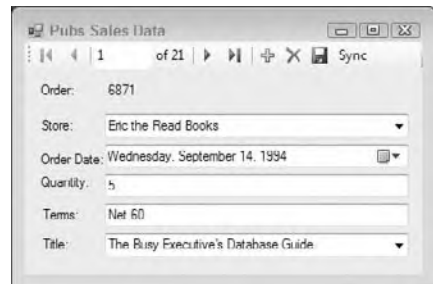 Pubs Sales Data
1 of 21 Sync
Order: 6871
Store: Eric the Read Books
Order Date: Wednesday, September 14, 1994
Quantity: 5
Terms: Net 60
Title: The Busy Executive's Database Guide